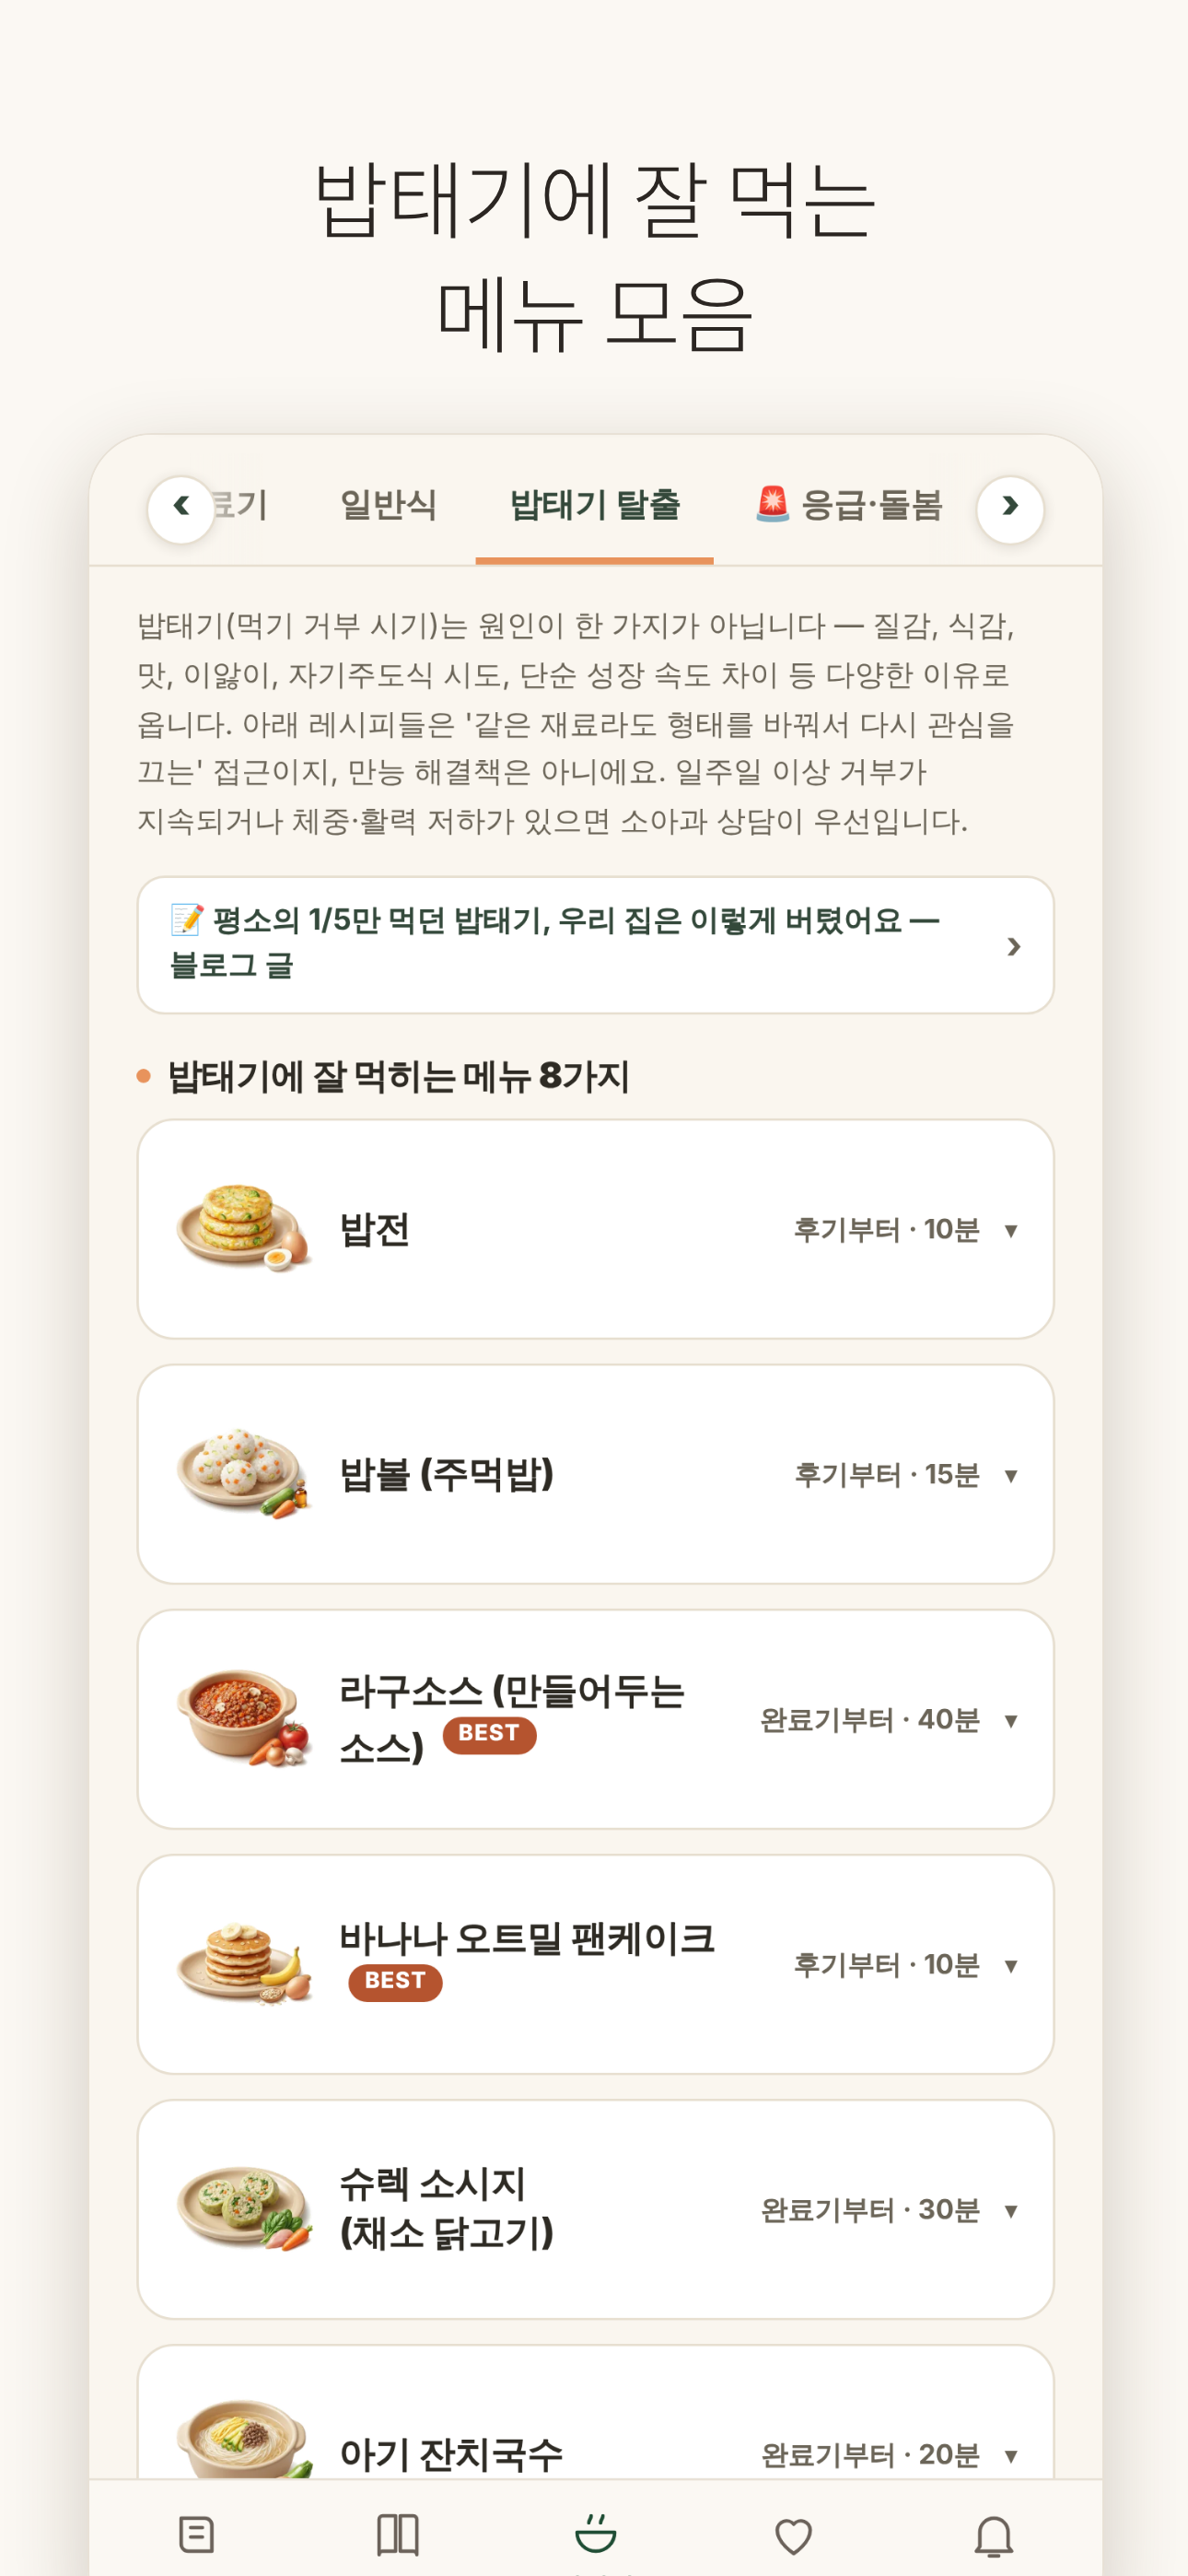 밥태기에 잘 먹는
메뉴 모음
일반식
밥태기 탈출
🚨 응급·돌봄
밥태기(먹기 거부 시기)는 원인이 한 가지가 아닙니다 — 질감, 식감,
맛, 이앓이, 자기주도식 시도, 단순 성장 속도 차이 등 다양한 이유로
옵니다. 아래 레시피들은 '같은 재료라도 형태를 바꿔서 다시 관심을
끄는' 접근이지, 만능 해결책은 아니에요. 일주일 이상 거부가
지속되거나 체중·활력 저하가 있으면 소아과 상담이 우선입니다.
📝 평소의 1/5만 먹던 밥태기, 우리 집은 이렇게 버텼어요 —
블로그 글
밥태기에 잘 먹히는 메뉴 8가지
밥전
후기부터 · 10분
밥볼 (주먹밥)
후기부터 · 15분
라구소스 (만들어두는
소스) BEST
완료기부터 · 40분
바나나 오트밀 팬케이크
BEST
후기부터 · 10분
슈렉 소시지
(채소 닭고기)
완료기부터 · 30분
아기 잔치국수
완료기부터 · 20분